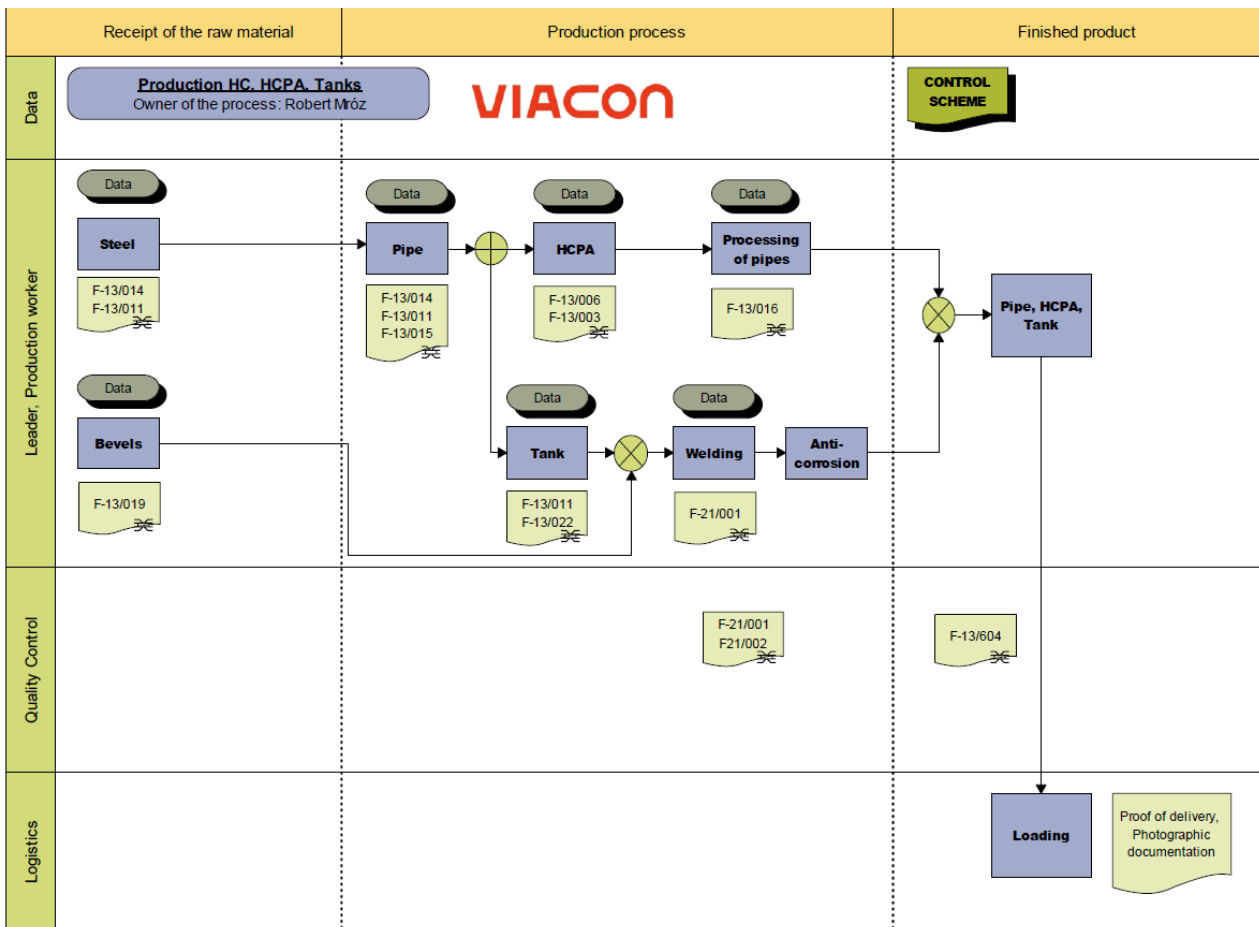 Receipt of the raw material
Production process
Finished product
Data
Production HC, HCPA, Tanks
Owner of the process: Robert Mróz
VIACON
CONTROL
SCHEME
Leader, Production worker
Data
Steel
F-13/014
F-13/011
Data
Pipe
F-13/014
F-13/011
F-13/015
Data
HCPA
F-13/006
F-13/003
Data
Processing
of pipes
F-13/016
Pipe, HCPA,
Tank
Data
Bevels
F-13/019
Data
Tank
F-13/011
F-13/022
Data
Welding
F-21/001
Anti-
corrosion
Quality Control
F-21/001
F21/002
F-13/604
Logistics
Loading
Proof of delivery,
Photographic
documentation